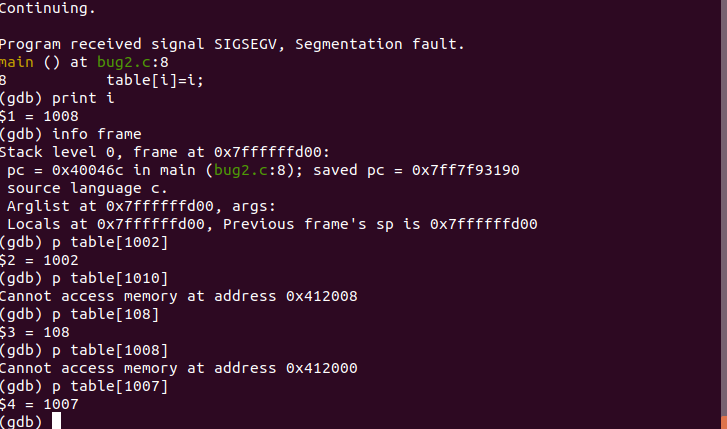 Continuing.
Program received signal SIGSEGV, Segmentation fault.
main () at bug2.c:8
8 table[i]=i;
(gdb) print i
$1 = 1008
(gdb) info frame
Stack level 0, frame at 0x7ffffffd00:
pc = 0x40046c in main (bug2.c:8); saved pc = 0x7ff7f93190
source language c.
Arglist at 0x7ffffffd00, args:
Locals at 0x7ffffffd00, Previous frame's sp is 0x7ffffffd00
(gdb) p table[1002]
$2 = 1002
(gdb) p table[1010]
Cannot access memory at address 0x412008
(gdb) p table[108]
$3 = 108
(gdb) p table[1008]
Cannot access memory at address 0x412000
(gdb) p table[1007]
$4 = 1007
(gdb)